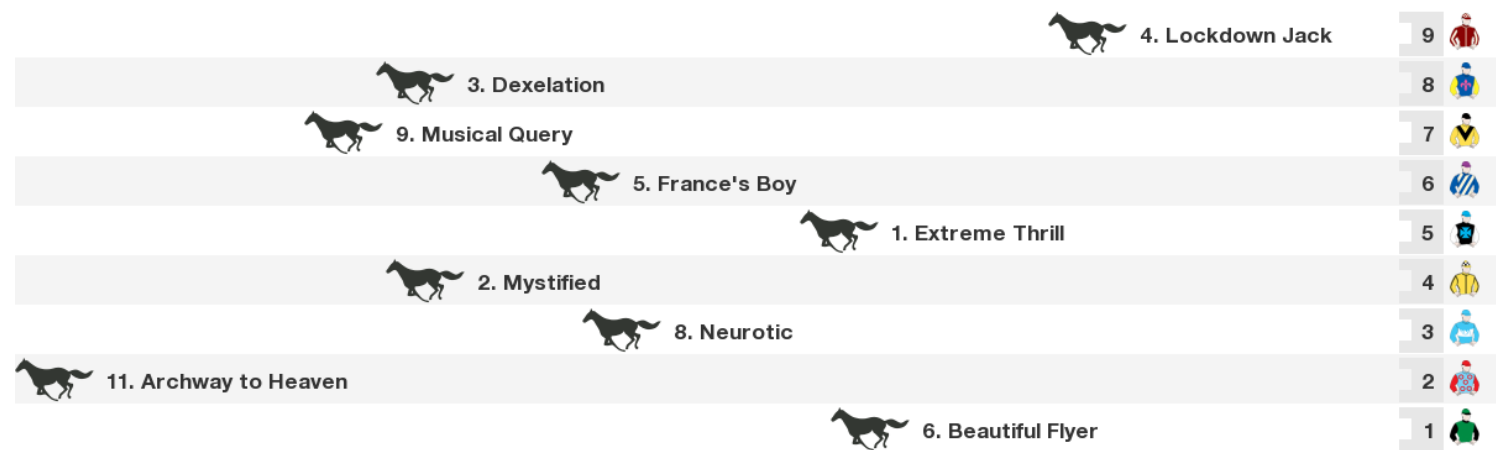 4. Lockdown Jack 9
3. Dexelation 8
9. Musical Query 7
5. France's Boy 6
1. Extreme Thrill 5
2. Mystified 4
8. Neurotic 3
11. Archway to Heaven 2
6. Beautiful Flyer 1